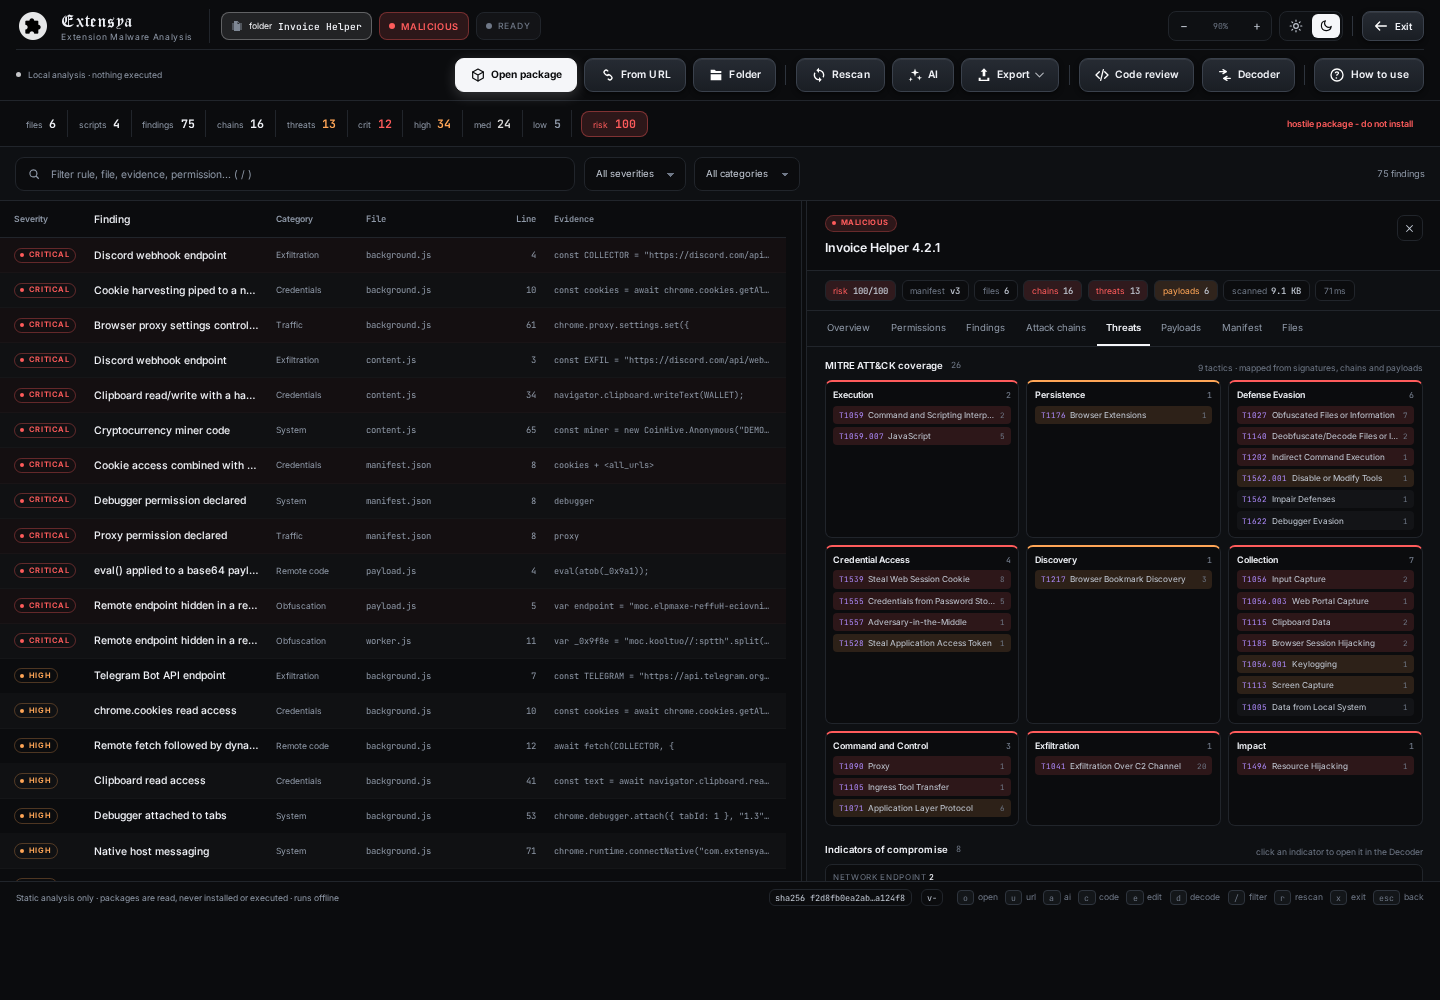 Extensya
Extension Malware Analysis
folder Invoice Helper
MALICIOUS
READY
− 90% +
Exit
Local analysis · nothing executed
Open package
From URL
Folder
Rescan
AI
Export
Code review
Decoder
How to use
files 6
scripts 4
findings 75
chains 16
threats 13
crit 12
high 34
med 24
low 5
risk 100
hostile package - do not install
Filter rule, file, evidence, permission... ( / )
All severities
All categories
75 findings
Severity Finding Category File Line Evidence
CRITICAL Discord webhook endpoint Exfiltration background.js 4 const COLLECTOR = "https://discord.com/api…
CRITICAL Cookie harvesting piped to a n… Credentials background.js 10 const cookies = await chrome.cookies.getAl…
CRITICAL Browser proxy settings control… Traffic background.js 61 chrome.proxy.settings.set({
CRITICAL Discord webhook endpoint Exfiltration content.js 3 const EXFIL = "https://discord.com/api/web…
CRITICAL Clipboard read/write with a ha… Credentials content.js 34 navigator.clipboard.writeText(WALLET);
CRITICAL Cryptocurrency miner code System content.js 65 const miner = new CoinHive.Anonymous("DEMO…
CRITICAL Cookie access combined with … Credentials manifest.json 8 cookies + <all_urls>
CRITICAL Debugger permission declared System manifest.json 8 debugger
CRITICAL Proxy permission declared Traffic manifest.json 8 proxy
CRITICAL eval() applied to a base64 payl… Remote code payload.js 4 eval(atob(_0x9a1));
CRITICAL Remote endpoint hidden in a re… Obfuscation payload.js 5 var endpoint = "moc.elpmaxe-reffuH-eciovni…
CRITICAL Remote endpoint hidden in a re… Obfuscation worker.js 11 var _0x9f8e = "moc.kooltuo//:sptth".split(…
HIGH Telegram Bot API endpoint Exfiltration background.js 7 const TELEGRAM = "https://api.telegram.org…
HIGH chrome.cookies read access Credentials background.js 10 const cookies = await chrome.cookies.getAl…
HIGH Remote fetch followed by dyna… Remote code background.js 12 await fetch(COLLECTOR, {
HIGH Clipboard read access Credentials background.js 41 const text = await navigator.clipboard.rea…
HIGH Debugger attached to tabs System background.js 53 chrome.debugger.attach({ tabId: 1 }, "1.3"…
HIGH Native host messaging System background.js 71 chrome.runtime.connectNative("com.extensya…
MALICIOUS
Invoice Helper 4.2.1
risk 100/100
manifest v3
files 6
chains 16
threats 13
payloads 6
scanned 9.1 KB
71ms
Overview Permissions Findings Attack chains Threats Payloads Manifest Files
MITRE ATT&CK coverage 26
9 tactics · mapped from signatures, chains and payloads
Execution 2
T1059 Command and Scripting Interp… 2
T1059.007 JavaScript 5
Persistence 1
T1176 Browser Extensions 1
Defense Evasion 6
T1027 Obfuscated Files or Information 7
T1140 Deobfuscate/Decode Files or I… 2
T1202 Indirect Command Execution 1
T1562.001 Disable or Modify Tools 1
T1562 Impair Defenses 1
T1622 Debugger Evasion 1
Credential Access 4
T1539 Steal Web Session Cookie 8
T1555 Credentials from Password Sto… 5
T1557 Adversary-in-the-Middle 1
T1528 Steal Application Access Token 1
Discovery 1
T1217 Browser Bookmark Discovery 3
Collection 7
T1056 Input Capture 2
T1056.003 Web Portal Capture 1
T1115 Clipboard Data 2
T1185 Browser Session Hijacking 2
T1056.001 Keylogging 1
T1113 Screen Capture 1
T1005 Data from Local System 1
Command and Control 3
T1090 Proxy 1
T1105 Ingress Tool Transfer 1
T1071 Application Layer Protocol 6
Exfiltration 1
T1041 Exfiltration Over C2 Channel 20
Impact 1
T1496 Resource Hijacking 1
Indicators of compromise 8
click an indicator to open it in the Decoder
NETWORK ENDPOINT 2
Static analysis only - packages are read, never installed or executed - runs offline
sha256 f2d8fb0ea2ab…a124f8
v-
o open u url a ai c code e edit d decode / filter r rescan x exit esc back